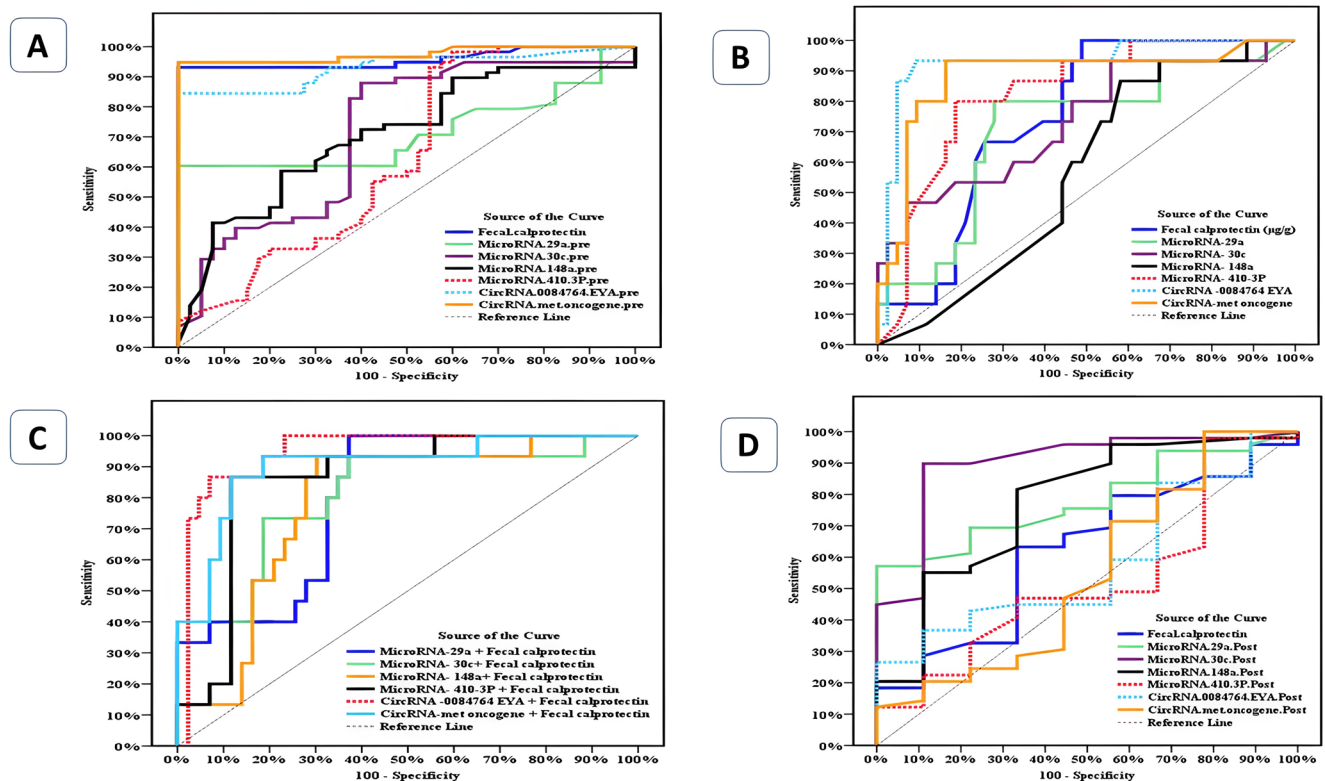 A
100%
90%
80%
70%
60%
50%
40%
30%
20%
10%
0%
Sensitivity
Source of the Curve
Fecal.calprotectin
MicroRNA.29a.pre
MicroRNA.30c.pre
MicroRNA.148a.pre
MicroRNA.410.3P.pre
CircRNA.0084764.EYA.pre
CircRNA.met.oncogene.pre
Reference Line
0% 10% 20% 30% 40% 50% 60% 70% 80% 90% 100%
100 - Specificity
B
100%
90%
80%
70%
60%
50%
40%
30%
20%
10%
0%
Sensitivity
Source of the Curve
Fecal calprotectin (µg/g)
MicroRNA-29a
MicroRNA- 30c
MicroRNA- 148a
MicroRNA- 410-3P
CircRNA -0084764 EYA
CircRNA-met oncogene
Reference Line
0% 10% 20% 30% 40% 50% 60% 70% 80% 90% 100%
100 - Specificity
C
100%
90%
80%
70%
60%
50%
40%
30%
20%
10%
0%
Sensitivity
Source of the Curve
MicroRNA-29a + Fecal calprotectin
MicroRNA- 30c+ Fecal calprotectin
MicroRNA- 148a+ Fecal calprotectin
MicroRNA- 410-3P + Fecal calprotectin
CircRNA -0084764 EYA + Fecal calprotectin
CircRNA-met oncogene + Fecal calprotectin
Reference Line
0% 10% 20% 30% 40% 50% 60% 70% 80% 90% 100%
100 - Specificity
D
100%
90%
80%
70%
60%
50%
40%
30%
20%
10%
0%
Sensitivity
Source of the Curve
Fecal.calprotectin
MicroRNA.29a.Post
MicroRNA.30c.Post
MicroRNA.148a.Post
MicroRNA.410.3P.Post
CircRNA.0084764.EYA.Post
CircRNA.met.oncogene.Post
Reference Line
0% 10% 20% 30% 40% 50% 60% 70% 80% 90% 100%
100 - Specificity